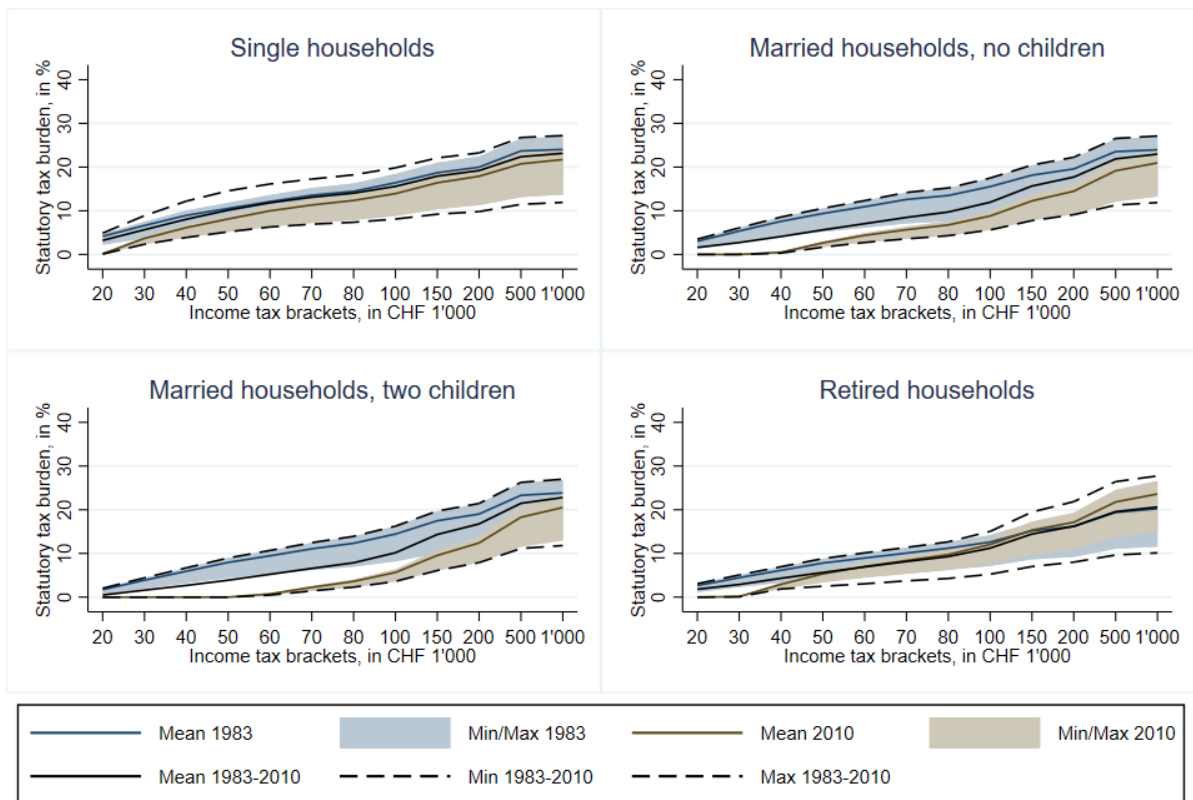 Single households
Statutory tax burden, in %
40
30
20
10
0
20 30 40 50 60 70 80 100 150 200 500 1'000
Income tax brackets, in CHF 1'000
Married households, no children
Statutory tax burden, in %
40
30
20
10
0
20 30 40 50 60 70 80 100 150 200 500 1'000
Income tax brackets, in CHF 1'000
Married households, two children
Statutory tax burden, in %
40
30
20
10
0
20 30 40 50 60 70 80 100 150 200 500 1'000
Income tax brackets, in CHF 1'000
Retired households
Statutory tax burden, in %
40
30
20
10
0
20 30 40 50 60 70 80 100 150 200 500 1'000
Income tax brackets, in CHF 1'000
Mean 1983 Min/Max 1983 Mean 2010 Min/Max 2010
Mean 1983-2010 Min 1983-2010 Max 1983-2010